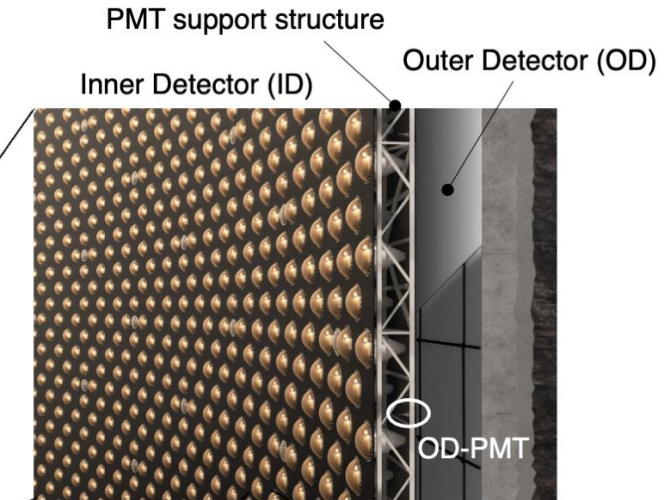 PMT support structure
Outer Detector (OD)
Inner Detector (ID)
OD-PMT